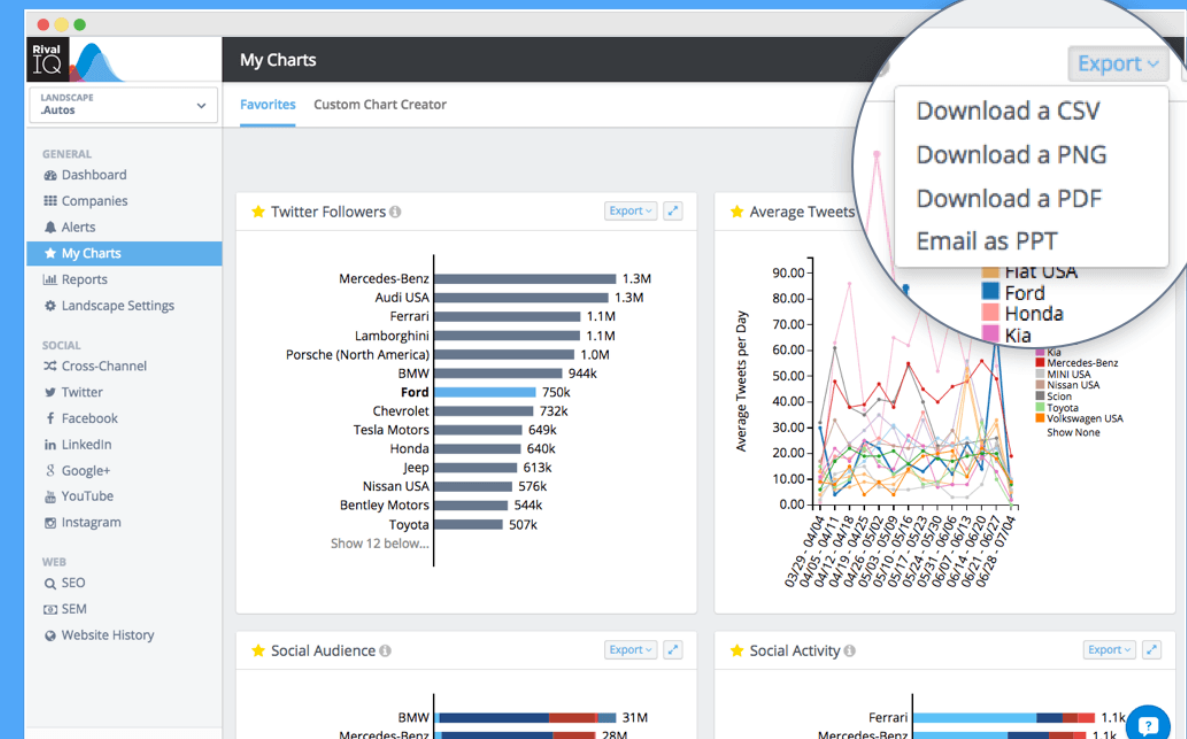 Rival
IQ
LANDSCAPE
.Autos
GENERAL
Dashboard
Companies
Alerts
My Charts
Reports
Landscape Settings
SOCIAL
Cross-Channel
Twitter
Facebook
LinkedIn
Google+
YouTube
Instagram
WEB
SEO
SEM
Website History
My Charts
Favorites Custom Chart Creator
Export
Download a CSV
Download a PNG
Download a PDF
Email as PPT
Fiat USA
Ford
Honda
Kia
Twitter Followers
Export
Mercedes-Benz 1.3M
Audi USA 1.3M
Ferrari 1.1M
Lamborghini 1.1M
Porsche (North America) 1.0M
BMW 944k
Ford 750k
Chevrolet 732k
Tesla Motors 649k
Honda 640k
Jeep 613k
Nissan USA 576k
Bentley Motors 544k
Toyota 507k
Show 12 below...
Average Tweets
Average Tweets per Day
90.00
80.00
70.00
60.00
50.00
40.00
30.00
20.00
10.00
0.00
03/29 - 04/04
04/05 - 04/11
04/12 - 04/18
04/19 - 04/25
04/26 - 05/02
05/03 - 05/09
05/10 - 05/16
05/17 - 05/23
05/24 - 05/30
05/31 - 06/06
06/07 - 06/13
06/14 - 06/20
06/21 - 06/27
06/28 - 07/04
Kia
Mercedes-Benz
MINI USA
Nissan USA
Scion
Toyota
Volkswagen USA
Show None
Social Audience
Export
BMW 31M
Mercedes-Benz 28M
Social Activity
Export
Ferrari 1.1k
Mercedes-Benz 1.1k
?